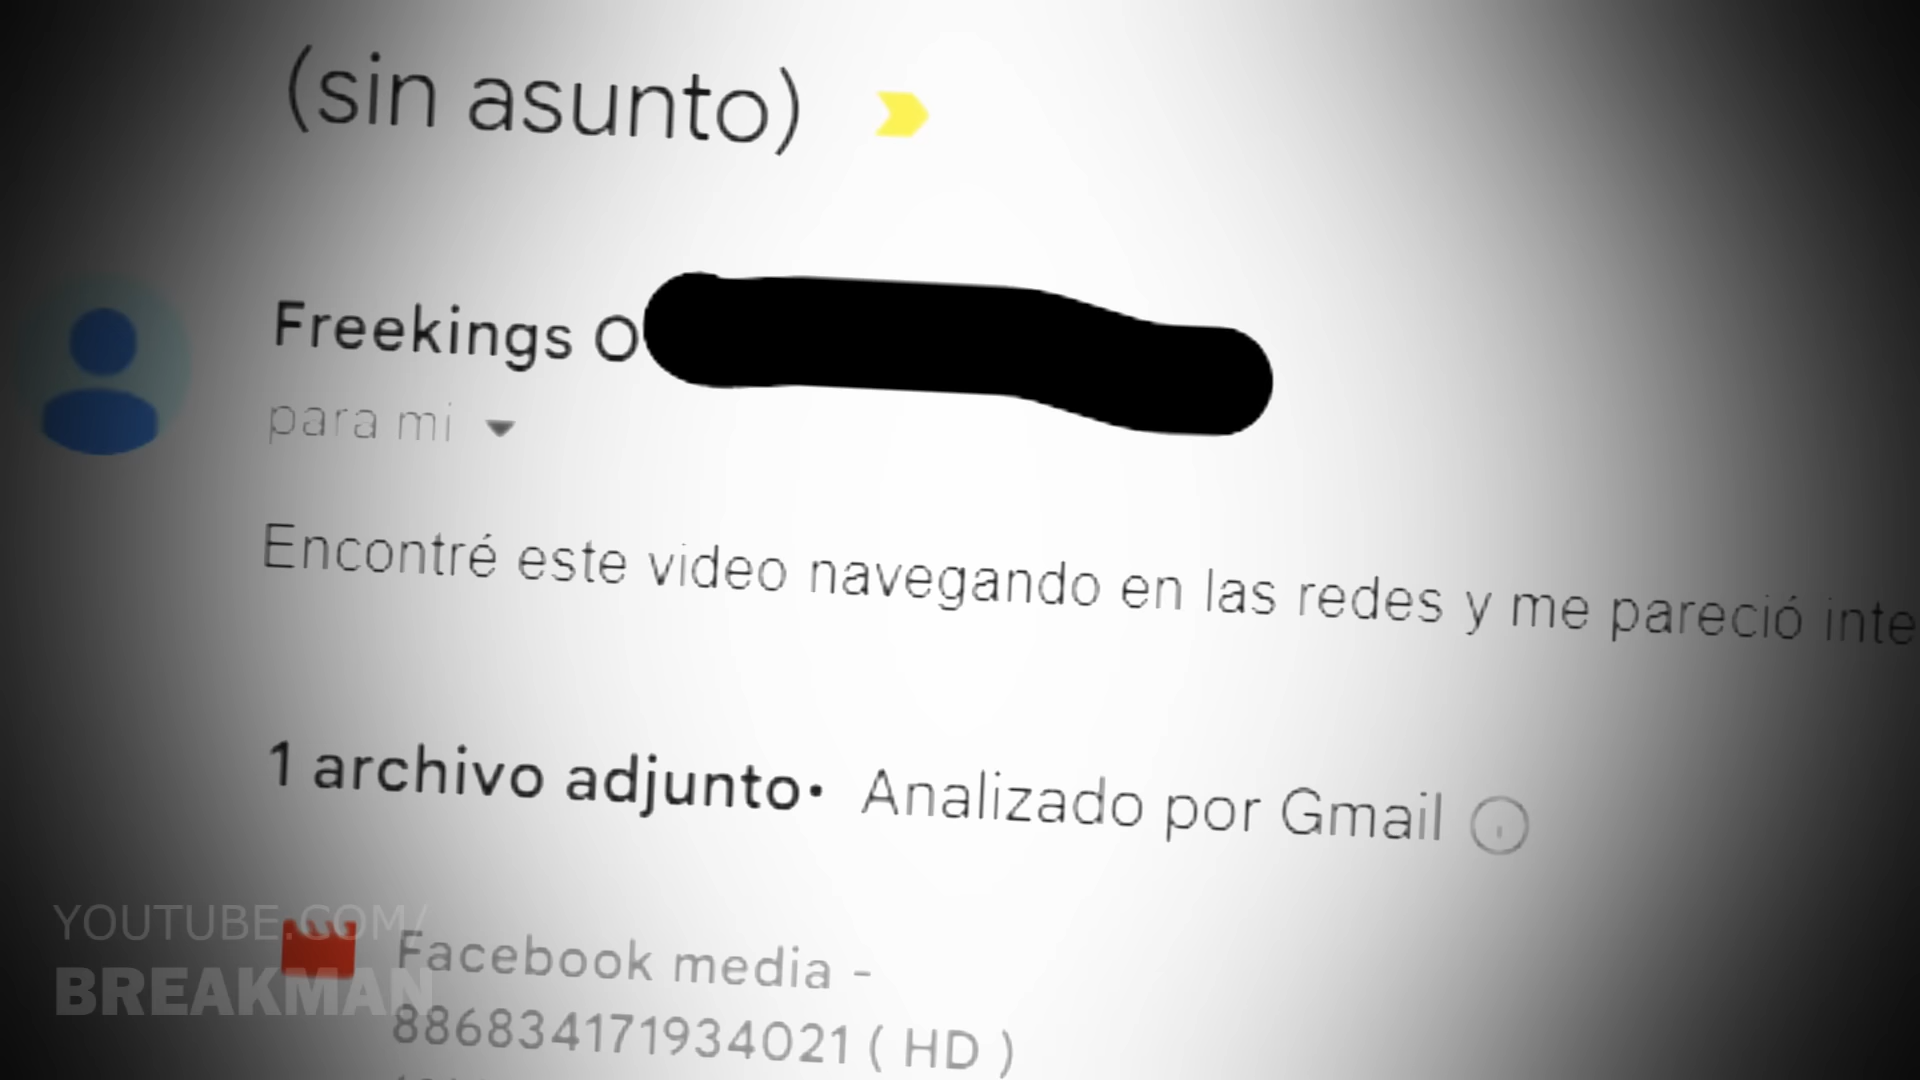 (sin asunto)
Freekings O
para mi
Encontré este video navegando en las redes y me pareció inte
1 archivo adjunto• Analizado por Gmail
YOUTUBE.COM/
BREAKMAN
Facebook media -
886834171934021 ( HD )